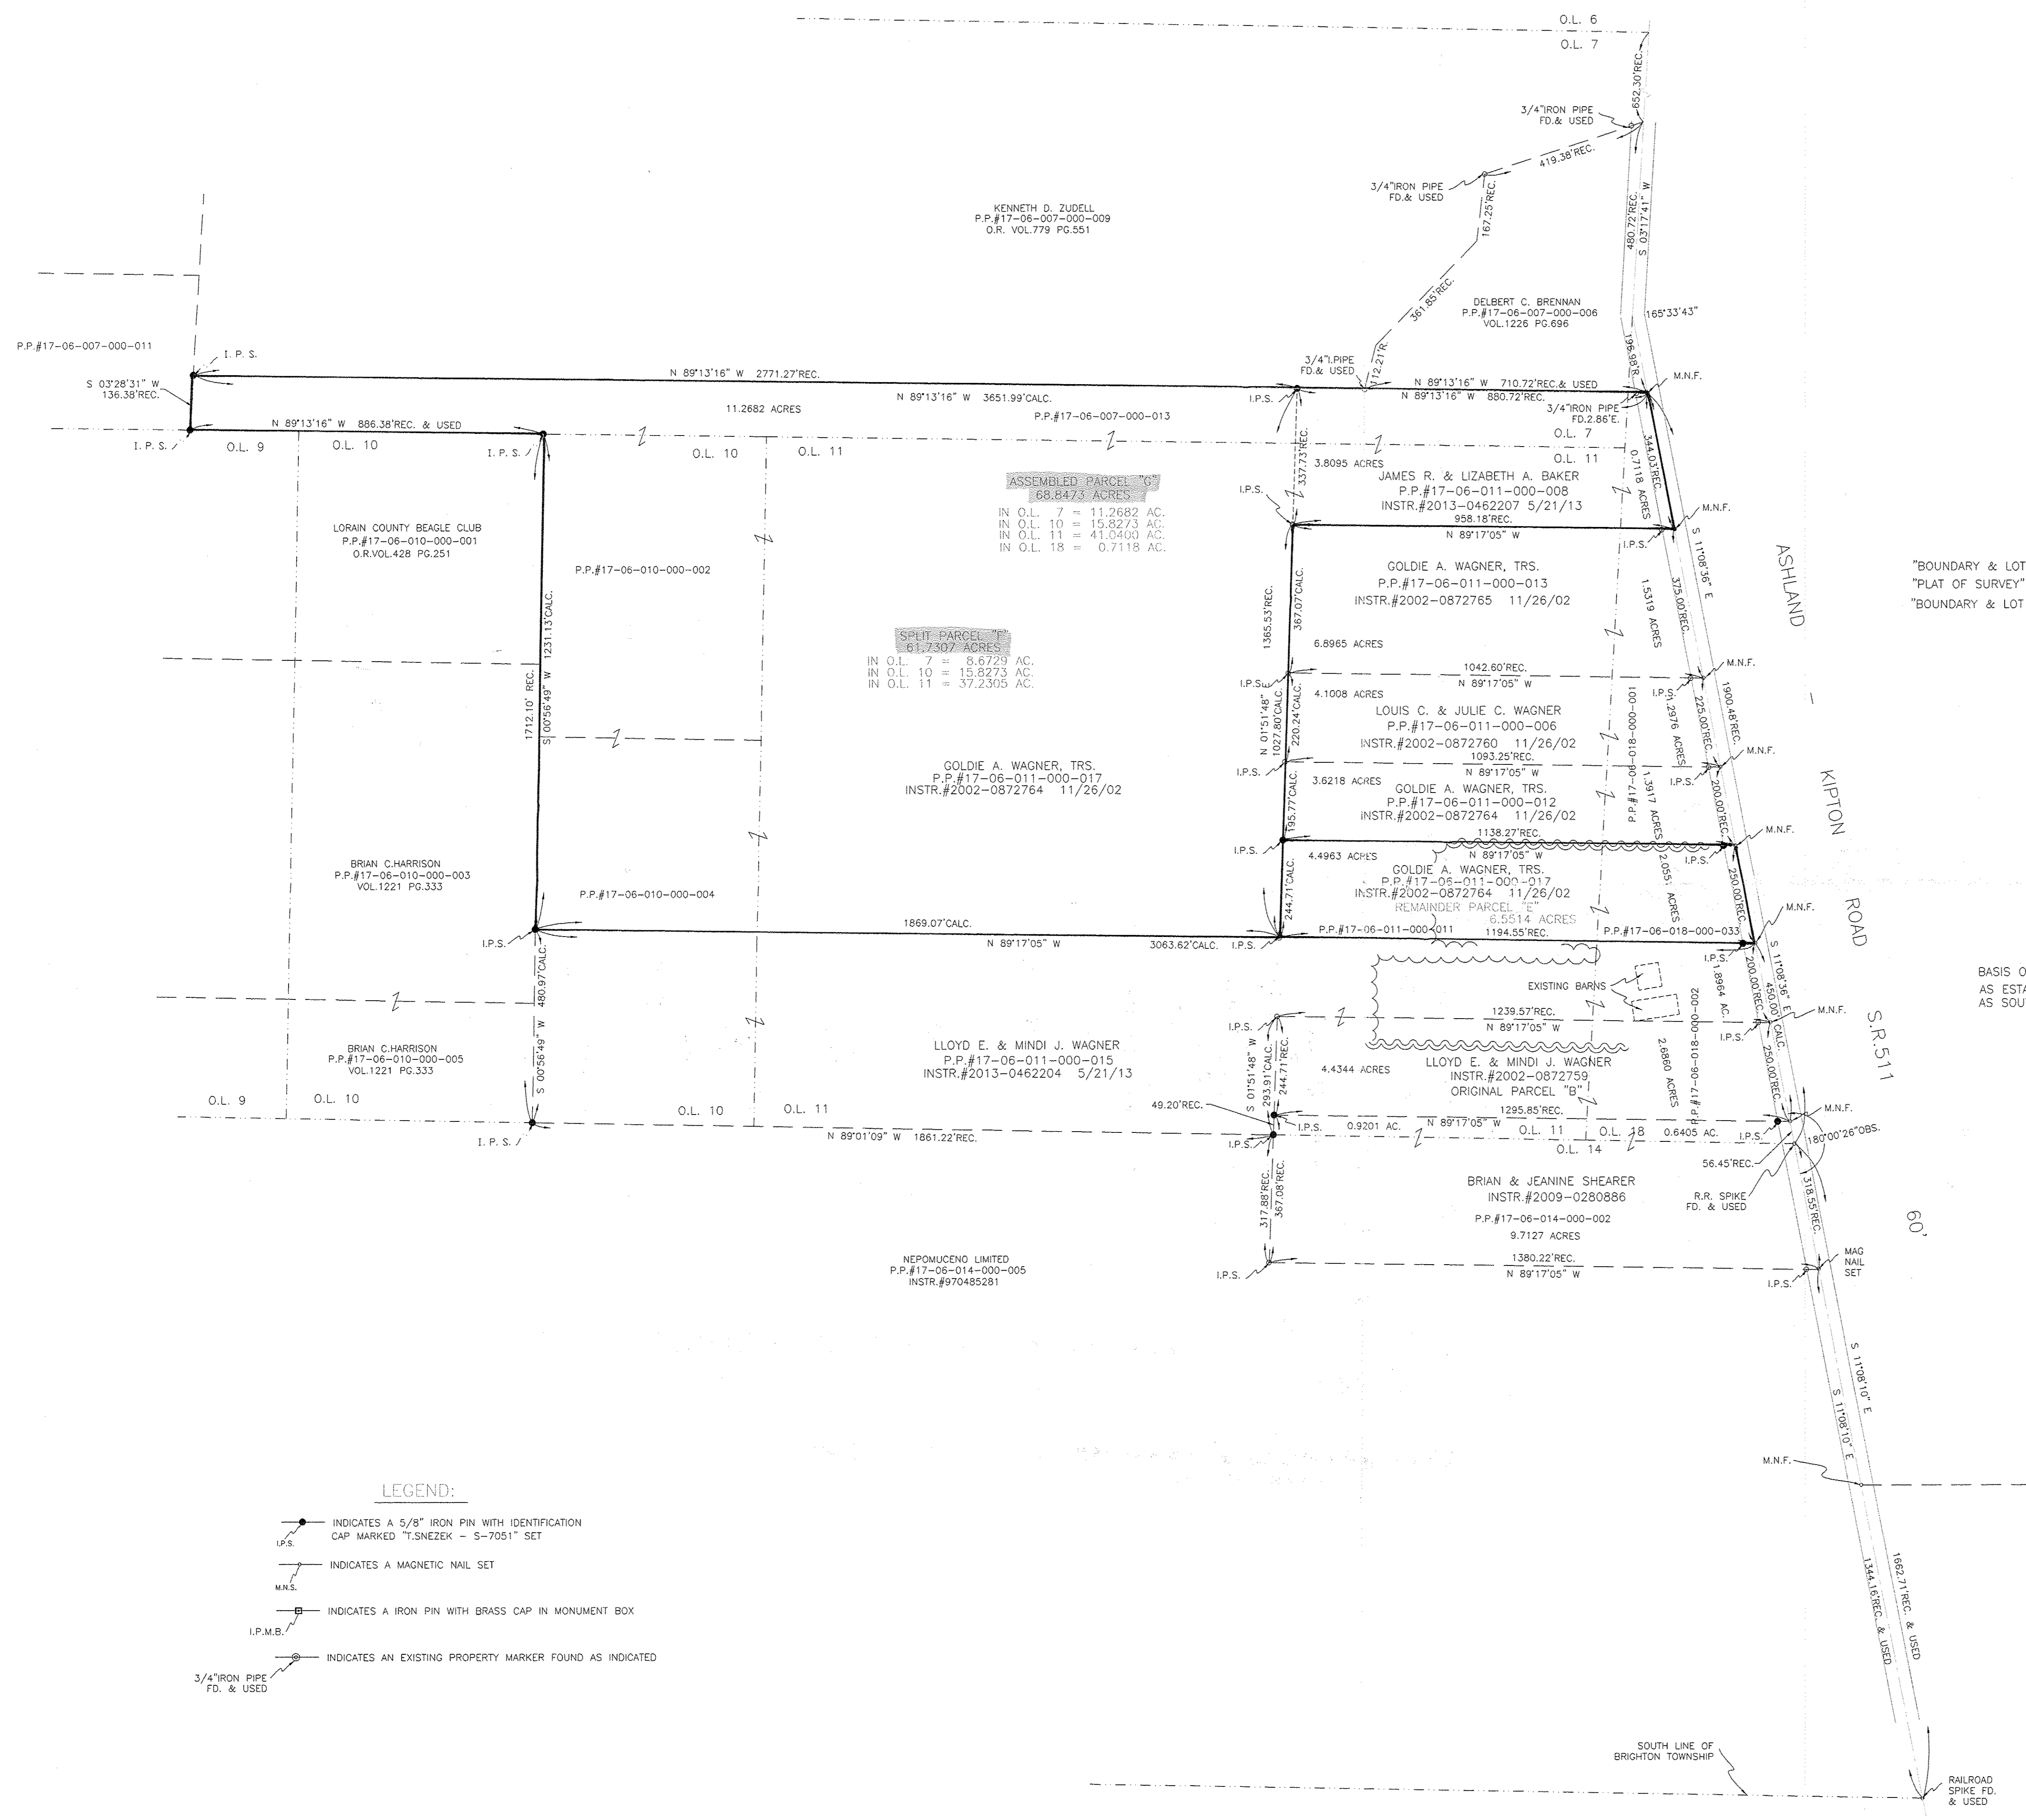 O.L. 6
O.L. 7
652.30'REC.
3/4"IRON PIPE
FD.& USED
419.38'REC.
3/4"IRON PIPE
FD.& USED
167.25'REC.
480.72'REC.
S 03°17'41" W
KENNETH D. ZUDELL
P.P.#17-06-007-000-009
O.R. VOL.779 PG.551
361.85'REC.
DELBERT C. BRENNAN
P.P.#17-06-007-000-006
VOL.1226 PG.696
165°33'43"
196.98'R.
112.21'R.
P.P.#17-06-007-000-011
I. P. S.
S 03°28'31" W
136.38'REC.
N 89°13'16" W 2771.27'REC.
N 89°13'16" W 3651.99'CALC.
11.2682 ACRES
P.P.#17-06-007-000-013
3/4"I.PIPE
FD.& USED
I.P.S.
N 89°13'16" W 710.72'REC.& USED
N 89°13'16" W 880.72'REC.
M.N.F.
3/4"IRON PIPE
FD.2.86'E.
N 89°13'16" W 886.38'REC. & USED
I. P. S.
O.L. 9
O.L. 10
I. P. S.
O.L. 10
O.L. 11
O.L. 7
O.L. 11
337.73'REC.
3.8095 ACRES
JAMES R. & LIZABETH A. BAKER
P.P.#17-06-011-000-008
INSTR.#2013-0462207 5/21/13
344.03'REC.
0.7118 ACRES
ASSEMBLED PARCEL "G"
68.8473 ACRES
IN O.L. 7 = 11.2682 AC.
IN O.L. 10 = 15.8273 AC.
IN O.L. 11 = 41.0400 AC.
IN O.L. 18 = 0.7118 AC.
I.P.S.
958.18'REC.
N 89°17'05" W
M.N.F.
I.P.S.
S 11°08'36" E
LORAIN COUNTY BEAGLE CLUB
P.P.#17-06-010-000-001
O.R.VOL.428 PG.251
P.P.#17-06-010-000-002
GOLDIE A. WAGNER, TRS.
P.P.#17-06-011-000-013
INSTR.#2002-0872765 11/26/02
6.8965 ACRES
1.5319 ACRES
375.00'REC.
1365.53'REC.
367.07'CALC.
"BOUNDARY & LOT
"PLAT OF SURVEY"
"BOUNDARY & LOT
ASHLAND - KIPTON ROAD S.R.511
60'
SPLIT PARCEL "F"
61.7307 ACRES
IN O.L. 7 = 8.6729 AC.
IN O.L. 10 = 15.8273 AC.
IN O.L. 11 = 37.2305 AC.
1712.10' REC.
S 00°56'49" W 1231.13'CALC.
I.P.S.
1042.60'REC.
N 89°17'05" W
M.N.F.
I.P.S.
N 01°51'48" E
1027.80'CALC.
220.24'CALC.
4.1008 ACRES
LOUIS C. & JULIE C. WAGNER
P.P.#17-06-011-000-006
INSTR.#2002-0872760 11/26/02
P.P.#17-06-018-000-001
1.2976 ACRES
225.00'REC.
1900.48'REC.
1093.25'REC.
N 89°17'05" W
M.N.F.
I.P.S.
I.P.S.
195.77'CALC.
3.6218 ACRES
GOLDIE A. WAGNER, TRS.
P.P.#17-06-011-000-012
INSTR.#2002-0872764 11/26/02
1.3917 ACRES
200.00'REC.
GOLDIE A. WAGNER, TRS.
P.P.#17-06-011-000-017
INSTR.#2002-0872764 11/26/02
1138.27'REC.
N 89°17'05" W
M.N.F.
I.P.S.
I.P.S.
244.71'CALC.
4.4963 ACRES
GOLDIE A. WAGNER, TRS.
P.P.#17-06-011-000-017
INSTR.#2002-0872764 11/26/02
REMAINDER PARCEL "E"
6.5514 ACRES
2.0551 ACRES
250.00'REC.
BRIAN C.HARRISON
P.P.#17-06-010-000-003
VOL.1221 PG.333
P.P.#17-06-010-000-004
1869.07'CALC.
N 89°17'05" W
3063.62'CALC.
I.P.S.
I.P.S.
P.P.#17-06-011-000-011
1194.55'REC.
P.P.#17-06-018-000-033
M.N.F.
I.P.S.
S 11°08'36" E
450.00' CALC.
200.00'REC.
1.8964 AC.
EXISTING BARNS
BASIS O
AS ESTA
AS SOU
480.97'CALC.
S 00°56'49" W
1239.57'REC.
N 89°17'05" W
M.N.F.
I.P.S.
I.P.S.
BRIAN C.HARRISON
P.P.#17-06-010-000-005
VOL.1221 PG.333
LLOYD E. & MINDI J. WAGNER
P.P.#17-06-011-000-015
INSTR.#2013-0462204 5/21/13
S 01°51'48" W
293.91'CALC.
244.71'REC.
4.4344 ACRES
LLOYD E. & MINDI J. WAGNER
INSTR.#2002-0872759
ORIGINAL PARCEL "B"
2.6860 ACRES
P.P.#17-06-018-000-002
250.00'REC.
O.L. 9
O.L. 10
O.L. 10
O.L. 11
49.20'REC.
1295.85'REC.
N 89°17'05" W
M.N.F.
I.P.S.
0.9201 AC.
O.L. 11
O.L. 18
0.6405 AC.
I.P.S.
O.L. 14
180°00'26"OBS.
I. P. S.
N 89°01'09" W 1861.22'REC.
I.P.S.
56.45'REC.
R.R. SPIKE
FD. & USED
318.55'REC.
317.88'REC.
367.08'REC.
BRIAN & JEANINE SHEARER
INSTR.#2009-0280886
P.P.#17-06-014-000-002
9.7127 ACRES
NEPOMUCENO LIMITED
P.P.#17-06-014-000-005
INSTR.#970485281
I.P.S.
1380.22'REC.
N 89°17'05" W
I.P.S.
MAG
NAIL
SET
S 11°08'10" E
S 11°08'10" E
M.N.F.
1344.16'REC. & USED
1662.71'REC. & USED
LEGEND:
INDICATES A 5/8" IRON PIN WITH IDENTIFICATION
CAP MARKED "T.SNEZEK - S-7051" SET
I.P.S.
INDICATES A MAGNETIC NAIL SET
M.N.S.
INDICATES A IRON PIN WITH BRASS CAP IN MONUMENT BOX
I.P.M.B.
INDICATES AN EXISTING PROPERTY MARKER FOUND AS INDICATED
3/4"IRON PIPE
FD. & USED
SOUTH LINE OF
BRIGHTON TOWNSHIP
RAILROAD
SPIKE FD.
& USED